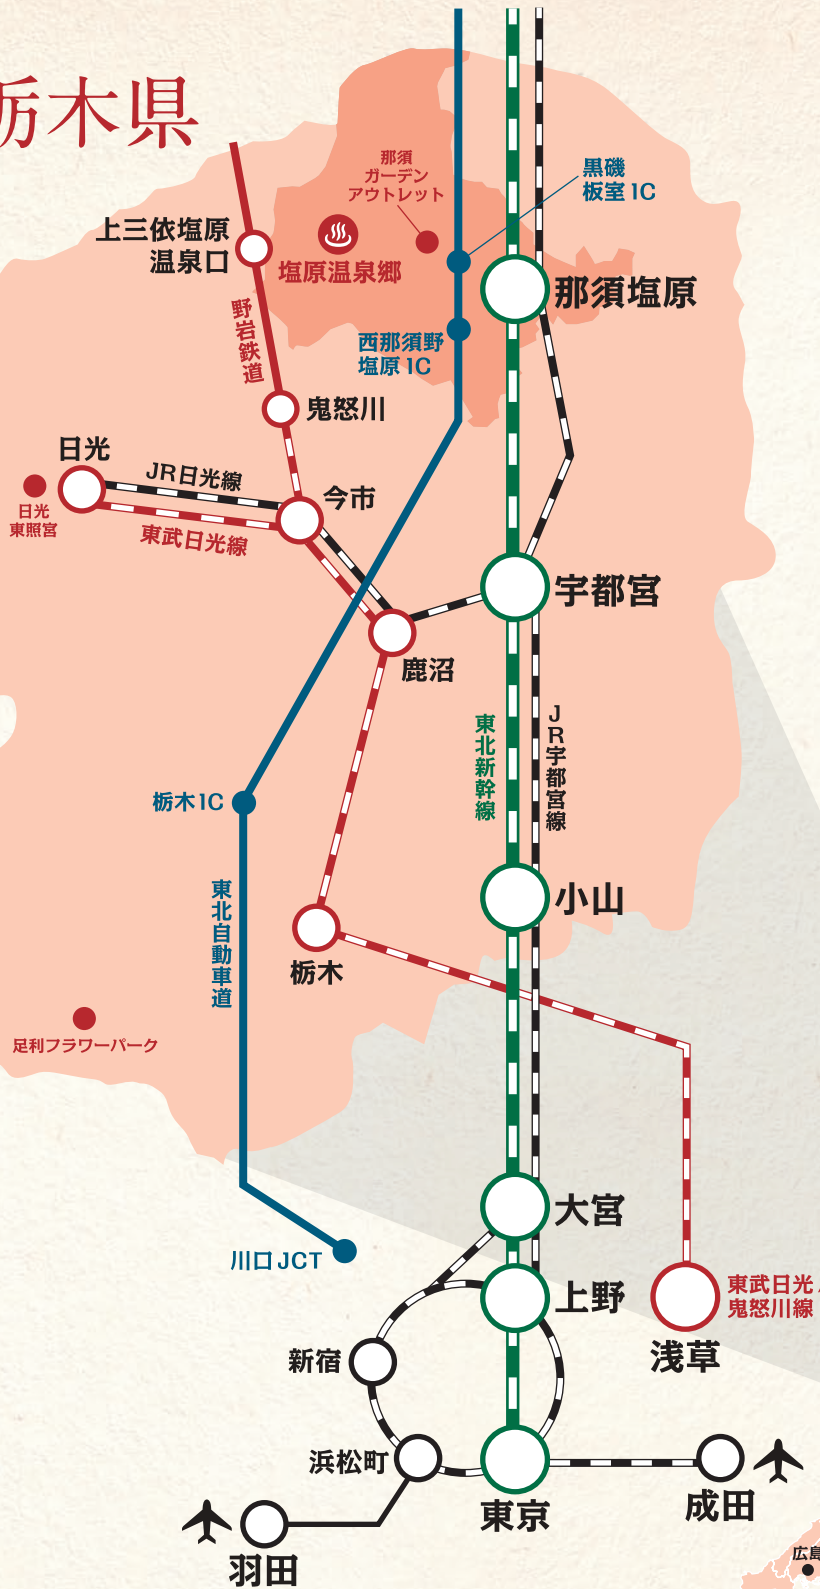 栃木県
那須
ガーデン
アウトレット
黒磯
板室IC
上三依塩原
温泉口
塩原温泉郷
那須塩原
野岩鉄道
西那須野
塩原IC
鬼怒川
日光
JR日光線
今市
日光
東照宮
東武日光線
宇都宮
鹿沼
東北新幹線
JR宇都宮線
栃木IC
東北自動車道
小山
栃木
足利フラワーパーク
大宮
川口JCT
上野
東武日光
鬼怒川線
浅草
新宿
浜松町
東京
成田
羽田
広島